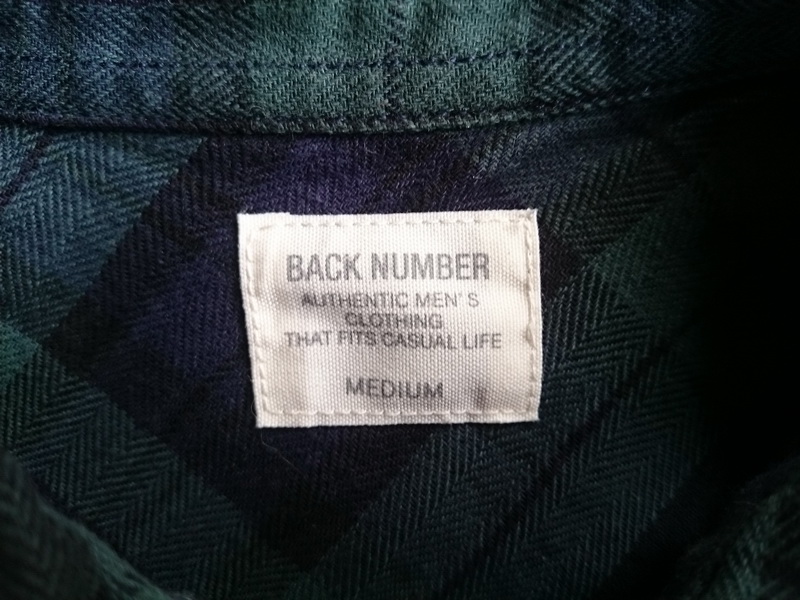 BACK NUMBER
AUTHENTIC MEN'S
CLOTHING
THAT FITS CASUAL LIFE
MEDIUM